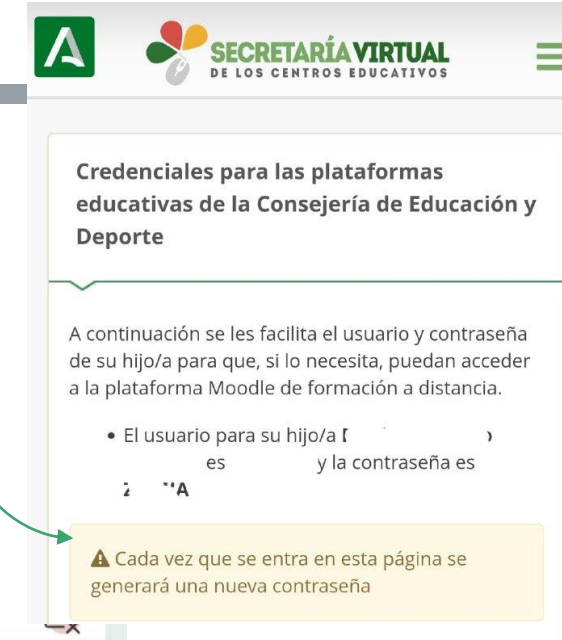 SECRETARÍA VIRTUAL
DE LOS CENTROS EDUCATIVOS
Credenciales para las plataformas
educativas de la Consejería de Educación y
Deporte
A continuación se les facilita el usuario y contraseña
de su hijo/a para que, si lo necesita, puedan acceder
a la plataforma Moodle de formación a distancia.
• El usuario para su hijo/a
es y la contraseña es
Cada vez que se entra en esta página se
generará una nueva contraseña